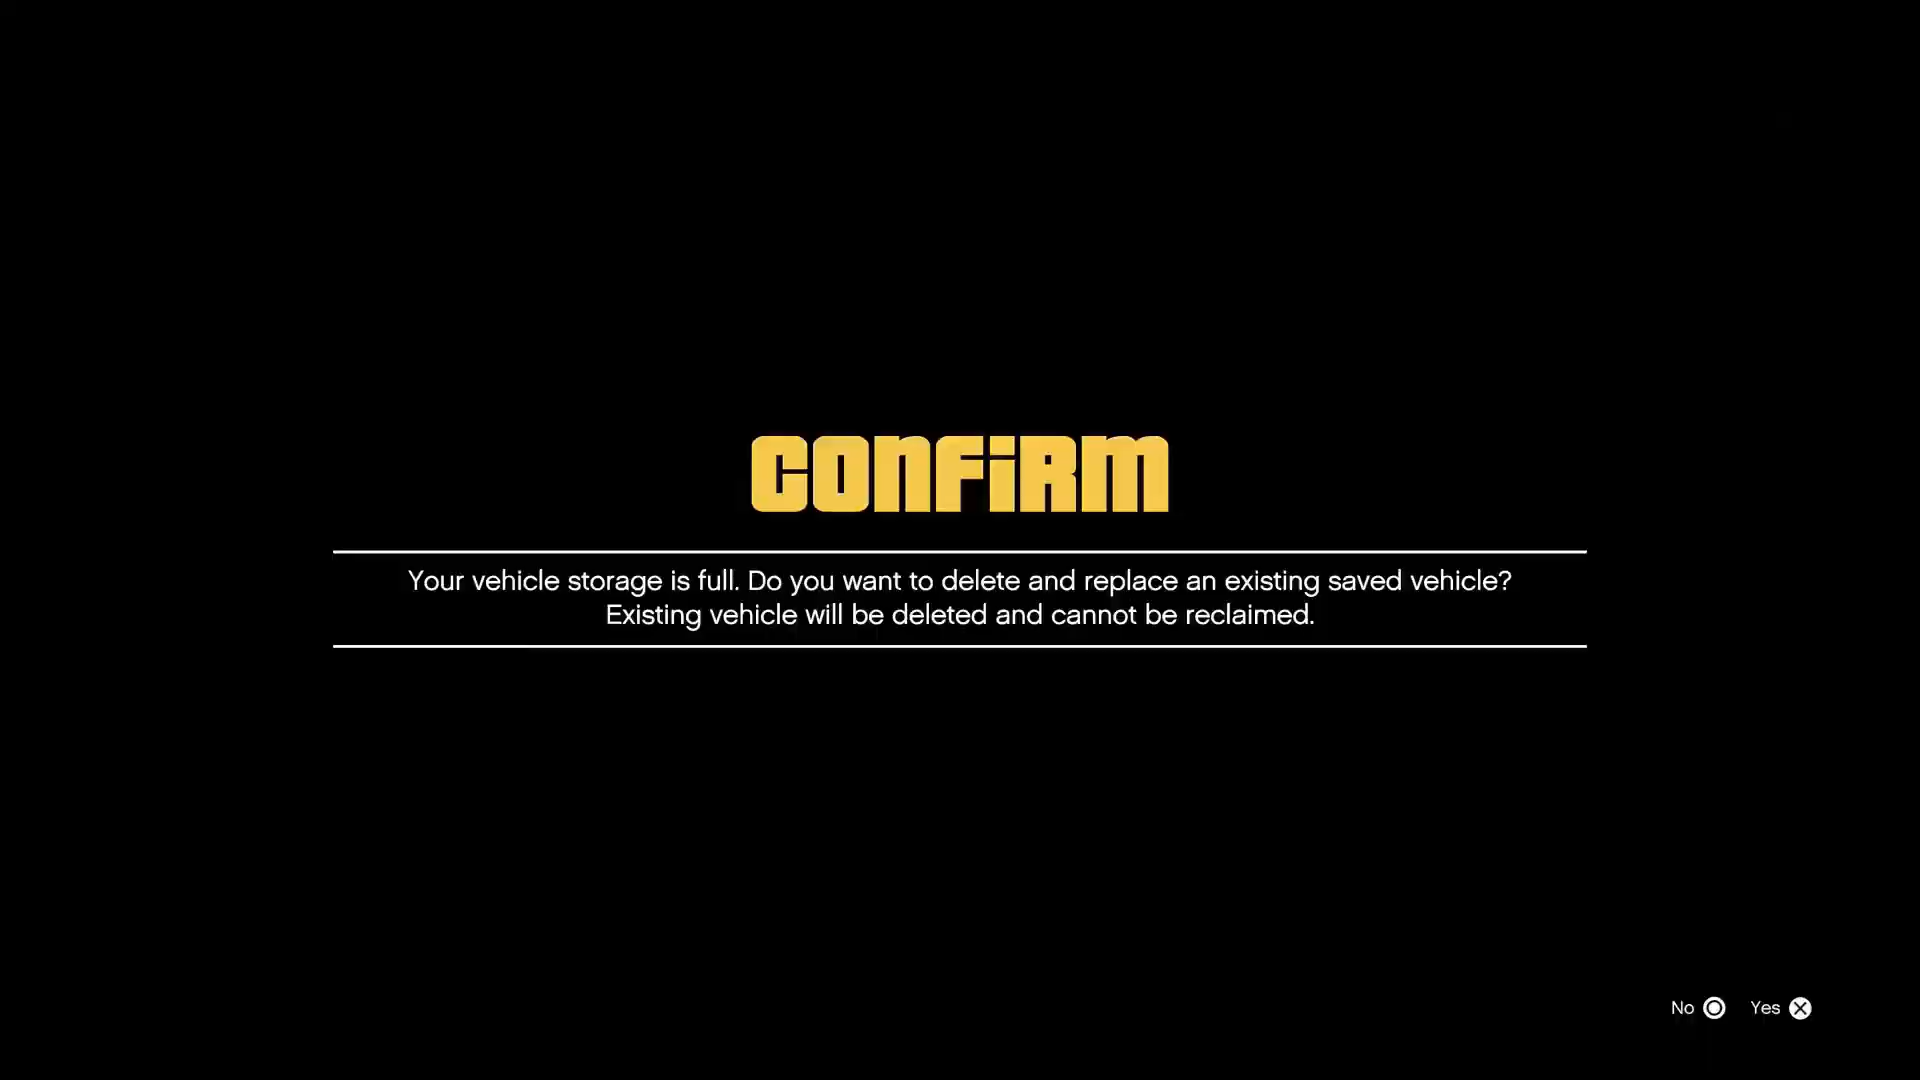 CONFIRM
Your vehicle storage is full. Do you want to delete and replace an existing saved vehicle?
Existing vehicle will be deleted and cannot be reclaimed.
No Yes